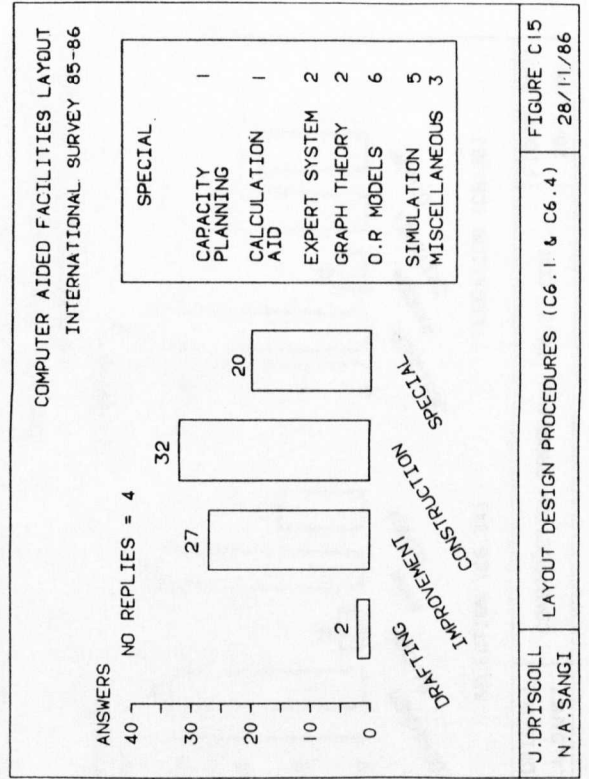 COMPUTER AIDED FACILITIES LAYOUT
INTERNATIONAL SURVEY 85-86
ANSWERS
NO REPLIES = 4
40
30
20
10
0
2
27
32
20
DRAFTING
IMPROVEMENT
CONSTRUCTION
SPECIAL
SPECIAL
CAPACITY
PLANNING 1
CALCULATION 1
AID
EXPERT SYSTEM 2
GRAPH THEORY 2
O.R MODELS 6
SIMULATION 5
MISCELLANEOUS 3
J.DRISCOLL
N.A.SANGI
LAYOUT DESIGN PROCEDURES (C6.1 & C6.4)
FIGURE C15
28/11/86